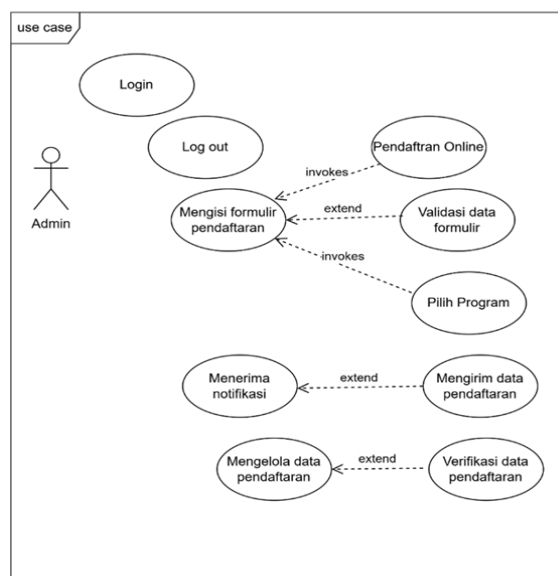 use case
Login
Log out
Pendaftran Online
invokes
Admin
Mengisi formulir
pendaftaran
extend
Validasi data
formulir
invokes
Pilih Program
Menerima
notifikasi
extend
Mengirim data
pendaftaran
Mengelola data
pendaftaran
extend
Verifikasi data
pendaftaran